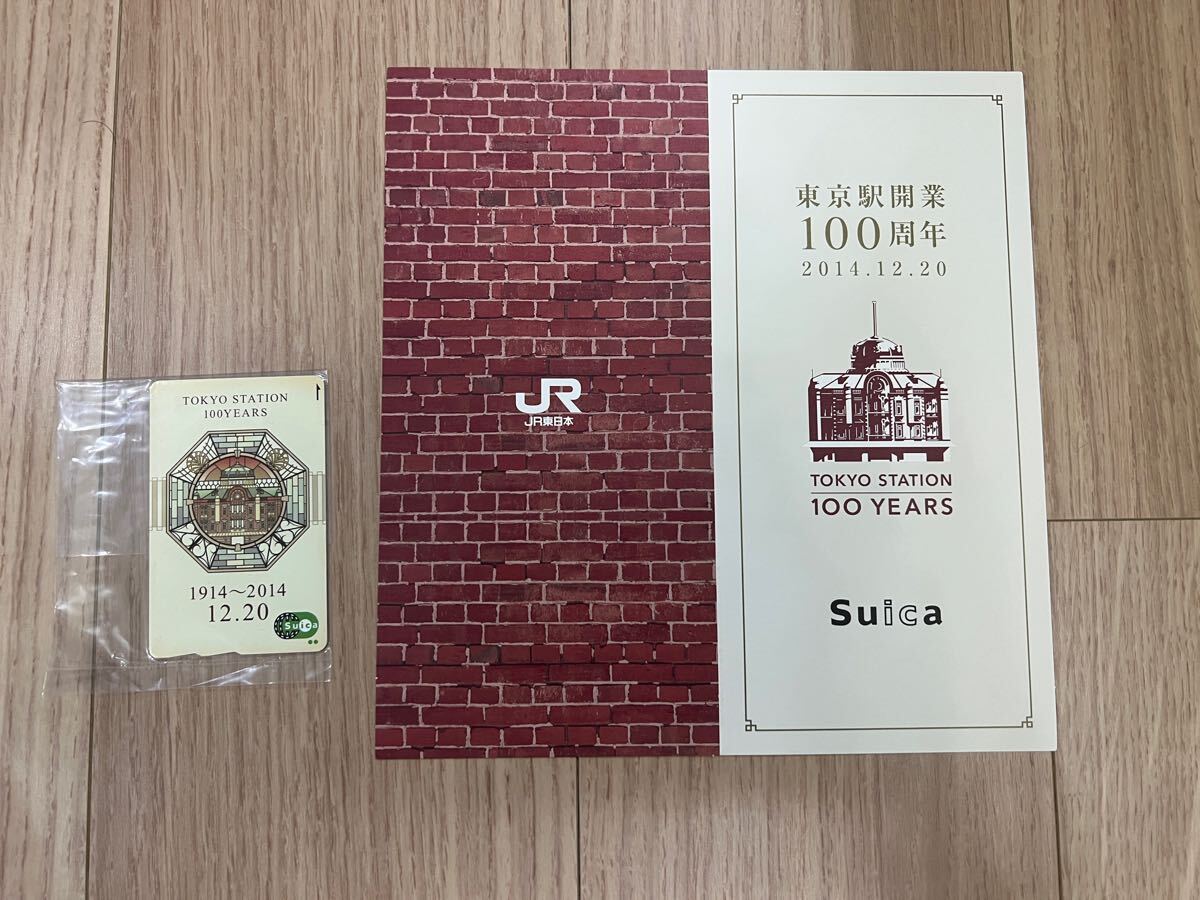 TOKYO STATION
100YEARS
1914～2014
12.20
Suica
JR
JR東日本
東京駅開業
100周年
2014.12.20
TOKYO STATION
100 YEARS
Suica